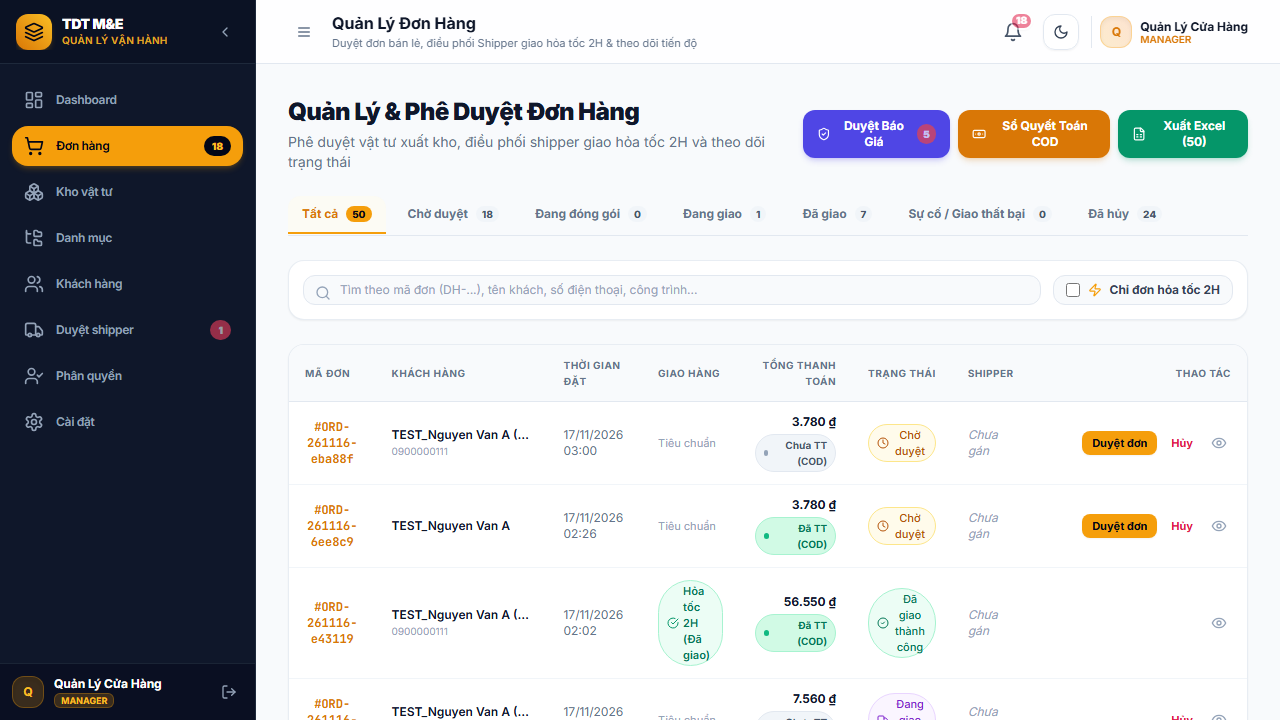 TDT M&E
QUẢN LÝ VẬN HÀNH
Dashboard
Đơn hàng 18
Kho vật tư
Danh mục
Khách hàng
Duyệt shipper 1
Phân quyền
Cài đặt
Q
Quản Lý Cửa Hàng
MANAGER
Quản Lý Đơn Hàng
Duyệt đơn bán lẻ, điều phối Shipper giao hỏa tốc 2H & theo dõi tiến độ
18
Q
Quản Lý Cửa Hàng
MANAGER
Quản Lý & Phê Duyệt Đơn Hàng
Phê duyệt vật tư xuất kho, điều phối shipper giao hỏa tốc 2H và theo dõi
trạng thái
Duyệt Báo
Giá
5
Sổ Quyết Toán
COD
Xuất Excel
(50)
Tất cả 50
Chờ duyệt 18
Đang đóng gói 0
Đang giao 1
Đã giao 7
Sự cố / Giao thất bại 0
Đã hủy 24
Tìm theo mã đơn (DH-...), tên khách, số điện thoại, công trình...
Chỉ đơn hỏa tốc 2H
MÃ ĐƠN
KHÁCH HÀNG
THỜI GIAN
ĐẶT
GIAO HÀNG
TỔNG THANH
TOÁN
TRẠNG THÁI
SHIPPER
THAO TÁC
#ORD-
261116-
eba88f
TEST_Nguyen Van A (...
0900000111
17/11/2026
03:00
Tiêu chuẩn
3.780 ₫
Chưa TT
(COD)
Chờ
duyệt
Chưa
gán
Duyệt đơn
Hủy
#ORD-
261116-
6ee8c9
TEST_Nguyen Van A
17/11/2026
02:26
Tiêu chuẩn
3.780 ₫
Đã TT
(COD)
Chờ
duyệt
Chưa
gán
Duyệt đơn
Hủy
#ORD-
261116-
e43119
TEST_Nguyen Van A (...
0900000111
17/11/2026
02:02
Hỏa
tốc
2H
(Đã
giao)
56.550 ₫
Đã TT
(COD)
Đã
giao
thành
công
Chưa
gán
#ORD-
261116-
TEST_Nguyen Van A (...
17/11/2026
Tiêu chuẩn
7.560 ₫
Chưa TT
Đang
giao
Chưa
Hủy